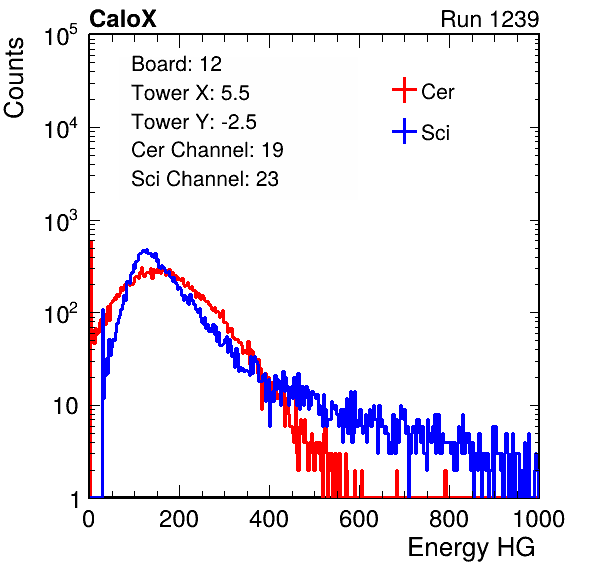 CaloX Run 1239
Counts
Board: 12
Tower X: 5.5
Tower Y: -2.5
Cer Channel: 19
Sci Channel: 23
Cer
Sci
10^5
10^4
10^3
10^2
10
1
0 200 400 600 800 1000
Energy HG